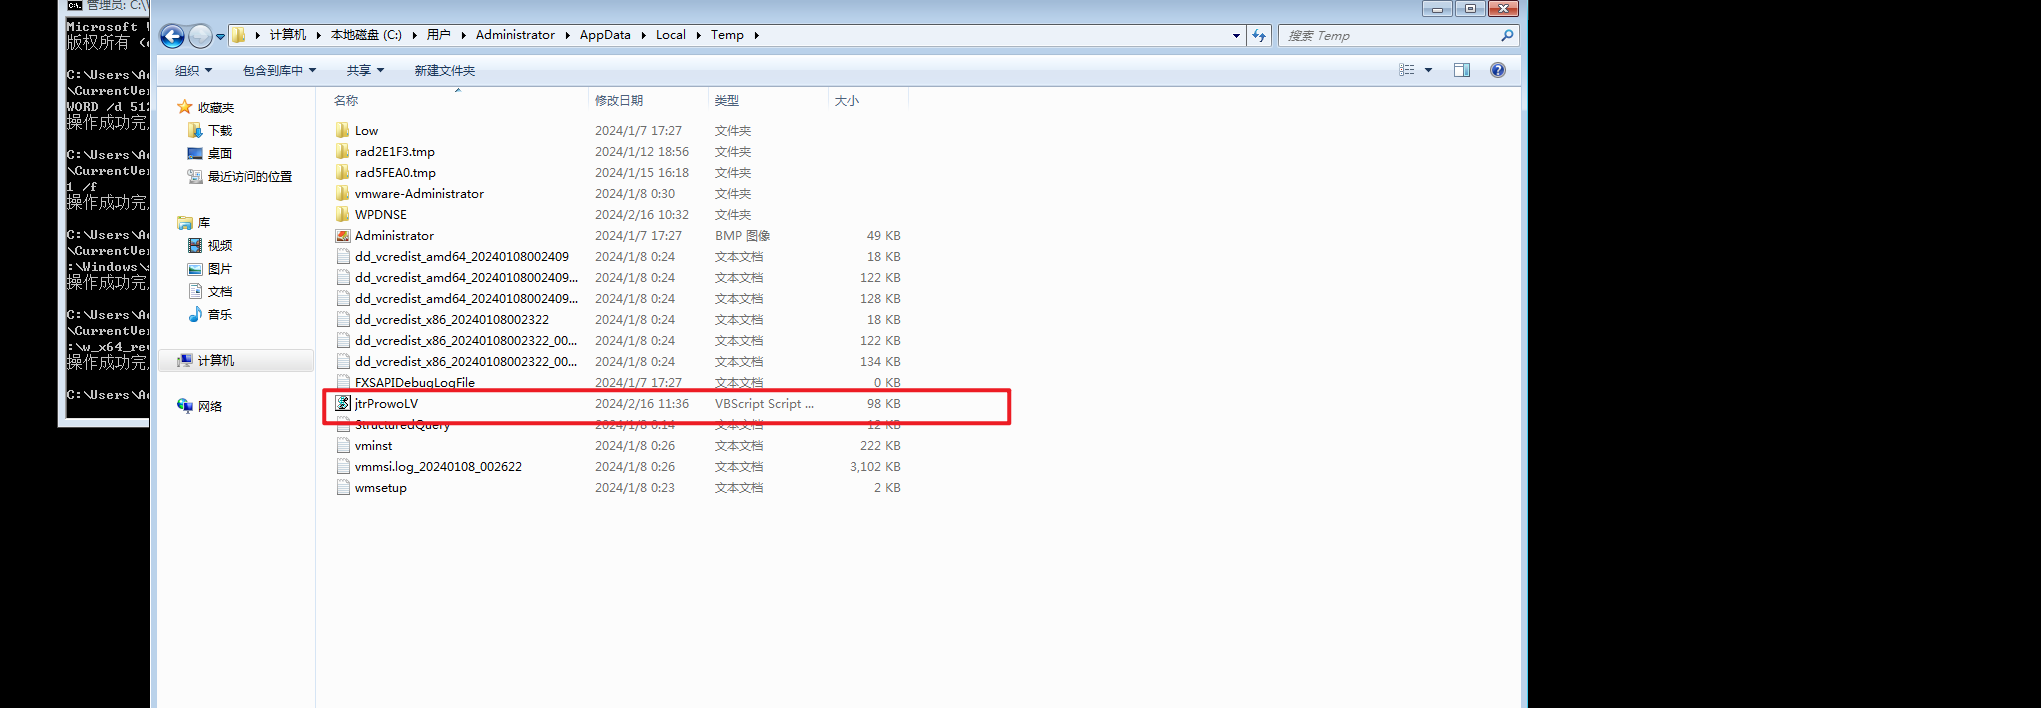 管理员: C:\
Microsoft
版权所有 (c
C:\Users\Ad
\CurrentVer
WORD /d 512
操作成功完
C:\Users\Ad
\CurrentVer
1 /f
操作成功完
C:\Users\Ad
\CurrentVer
:\Windows\s
操作成功完
C:\Users\Ad
\CurrentVer
:\w_x64_rev
操作成功完
C:\Users\Ad
计算机 本地磁盘 (C:) 用户 Administrator AppData Local Temp
搜索 Temp
组织 包含到库中 共享 新建文件夹
收藏夹
下载
桌面
最近访问的位置
库
视频
图片
文档
音乐
计算机
网络
名称 修改日期 类型 大小
Low 2024/1/7 17:27 文件夹
rad2E1F3.tmp 2024/1/12 18:56 文件夹
rad5FEA0.tmp 2024/1/15 16:18 文件夹
vmware-Administrator 2024/1/8 0:30 文件夹
WPDNSE 2024/2/16 10:32 文件夹
Administrator 2024/1/7 17:27 BMP 图像 49 KB
dd_vcredist_amd64_20240108002409 2024/1/8 0:24 文本文档 18 KB
dd_vcredist_amd64_20240108002409... 2024/1/8 0:24 文本文档 122 KB
dd_vcredist_amd64_20240108002409... 2024/1/8 0:24 文本文档 128 KB
dd_vcredist_x86_20240108002322 2024/1/8 0:24 文本文档 18 KB
dd_vcredist_x86_20240108002322_00... 2024/1/8 0:24 文本文档 122 KB
dd_vcredist_x86_20240108002322_00... 2024/1/8 0:24 文本文档 134 KB
FXSAPIDebugLogFile 2024/1/7 17:27 文本文档 0 KB
jtrProwoLV 2024/2/16 11:36 VBScript Script ... 98 KB
StructuredQuery 2024/1/8 0:14 文本文档 12 KB
vminst 2024/1/8 0:26 文本文档 222 KB
vmmsi.log_20240108_002622 2024/1/8 0:26 文本文档 3,102 KB
wmsetup 2024/1/8 0:23 文本文档 2 KB